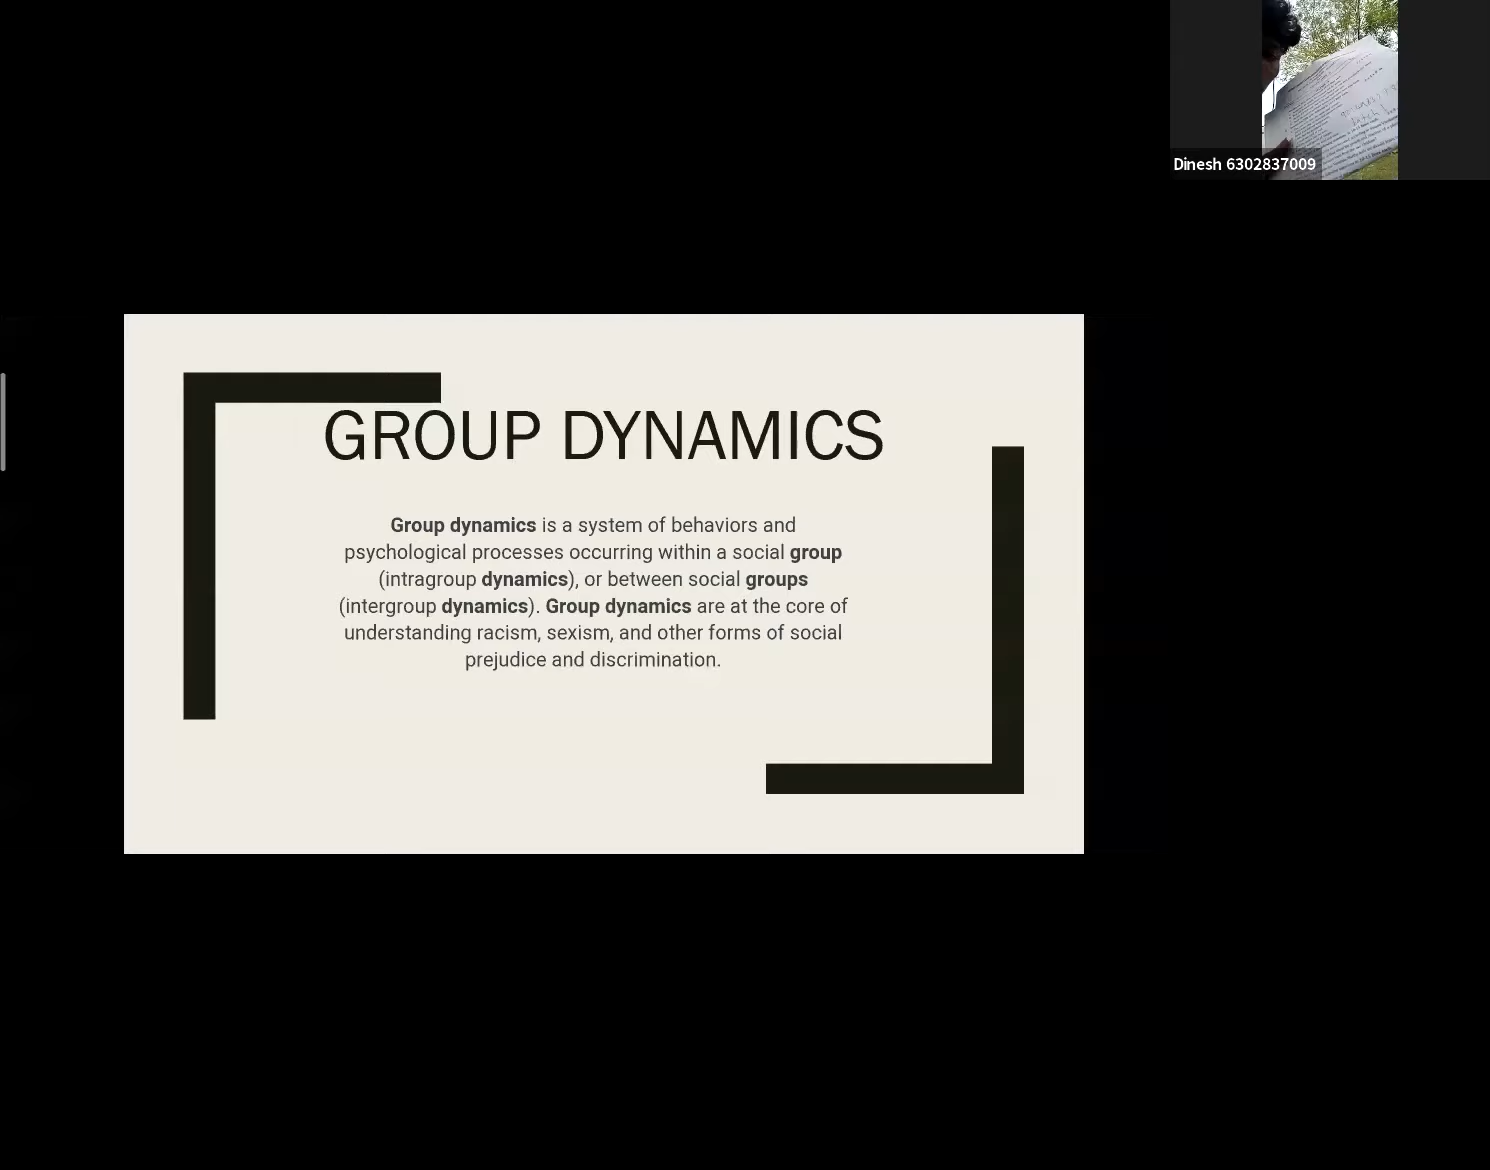 Dinesh 6302837009
GROUP DYNAMICS
Group dynamics is a system of behaviors and
psychological processes occurring within a social group
(intragroup dynamics), or between social groups
(intergroup dynamics). Group dynamics are at the core of
understanding racism, sexism, and other forms of social
prejudice and discrimination.